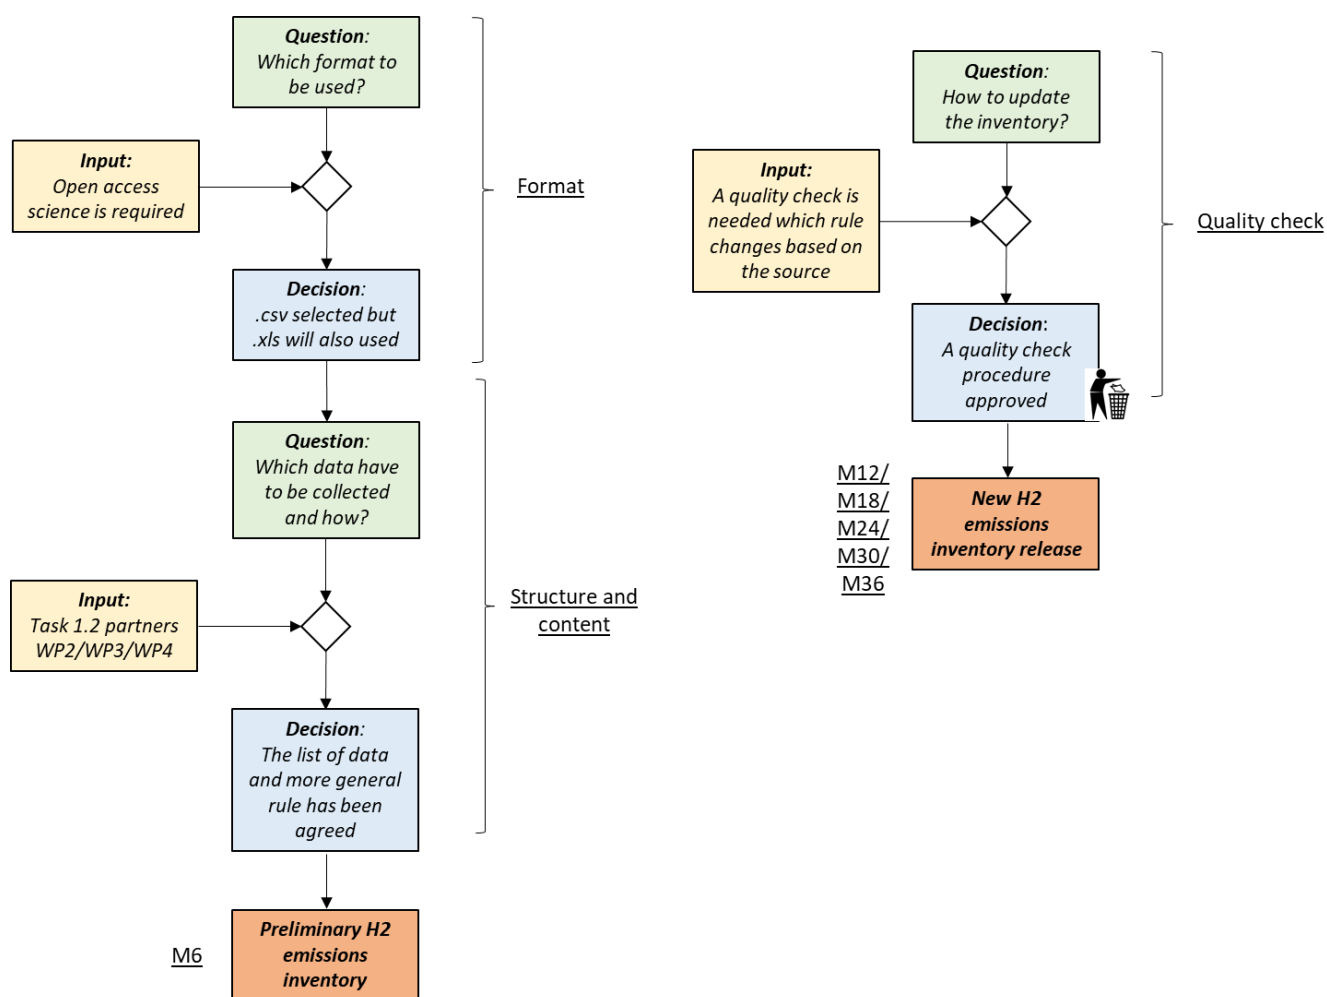 Question:
Which format to
be used?
Input:
Open access
science is required
Format
Decision:
.csv selected but
.xls will also used
Question:
Which data have
to be collected
and how?
Input:
Task 1.2 partners
WP2/WP3/WP4
Structure and
content
Decision:
The list of data
and more general
rule has been
agreed
M6
Preliminary H2
emissions
inventory
Question:
How to update
the inventory?
Input:
A quality check is
needed which rule
changes based on
the source
Quality check
Decision:
A quality check
procedure
approved
M12/
M18/
M24/
M30/
M36
New H2
emissions
inventory release